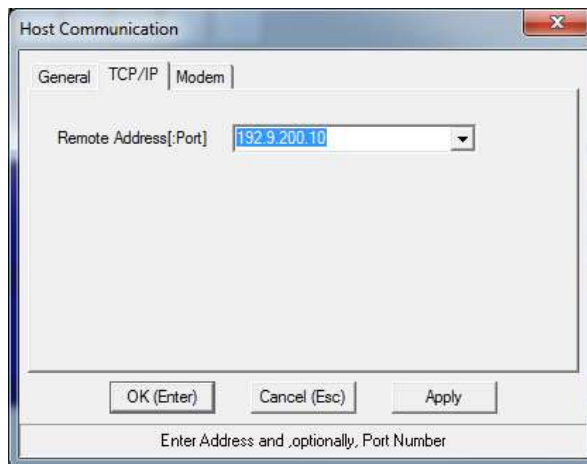 Host Communication
General TCP/IP Modem
Remote Address[:Port] 192.9.200.10
OK (Enter) Cancel (Esc) Apply
Enter Address and ,optionally, Port Number